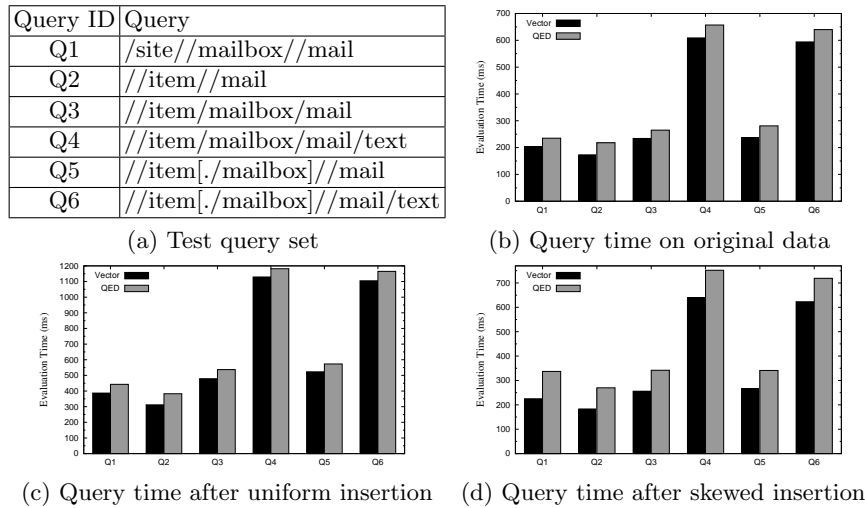 Query ID Query
Q1 /site//mailbox//mail
Q2 //item//mail
Q3 //item/mailbox/mail
Q4 //item/mailbox/mail/text
Q5 //item[./mailbox]//mail
Q6 //item[./mailbox]//mail/text
(a) Test query set
700
600
500
400
300
200
100
0
Evaluation Time (ms)
Vector
QED
Q1 Q2 Q3 Q4 Q5 Q6
(b) Query time on original data
1200
1100
1000
900
800
700
600
500
400
300
200
100
0
Evaluation Time (ms)
Vector
QED
Q1 Q2 Q3 Q4 Q5 Q6
(c) Query time after uniform insertion
700
600
500
400
300
200
100
0
Evaluation Time (ms)
Vector
QED
Q1 Q2 Q3 Q4 Q5 Q6
(d) Query time after skewed insertion